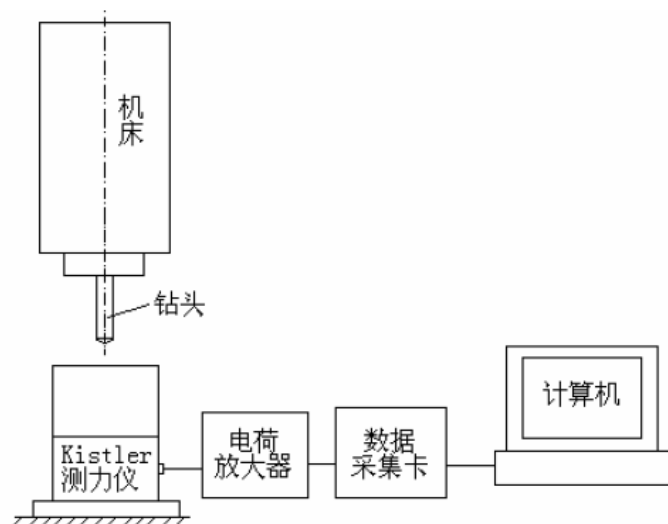 机
床
钻头
Kistler
测力仪
电荷
放大器
数据
采集卡
计算机